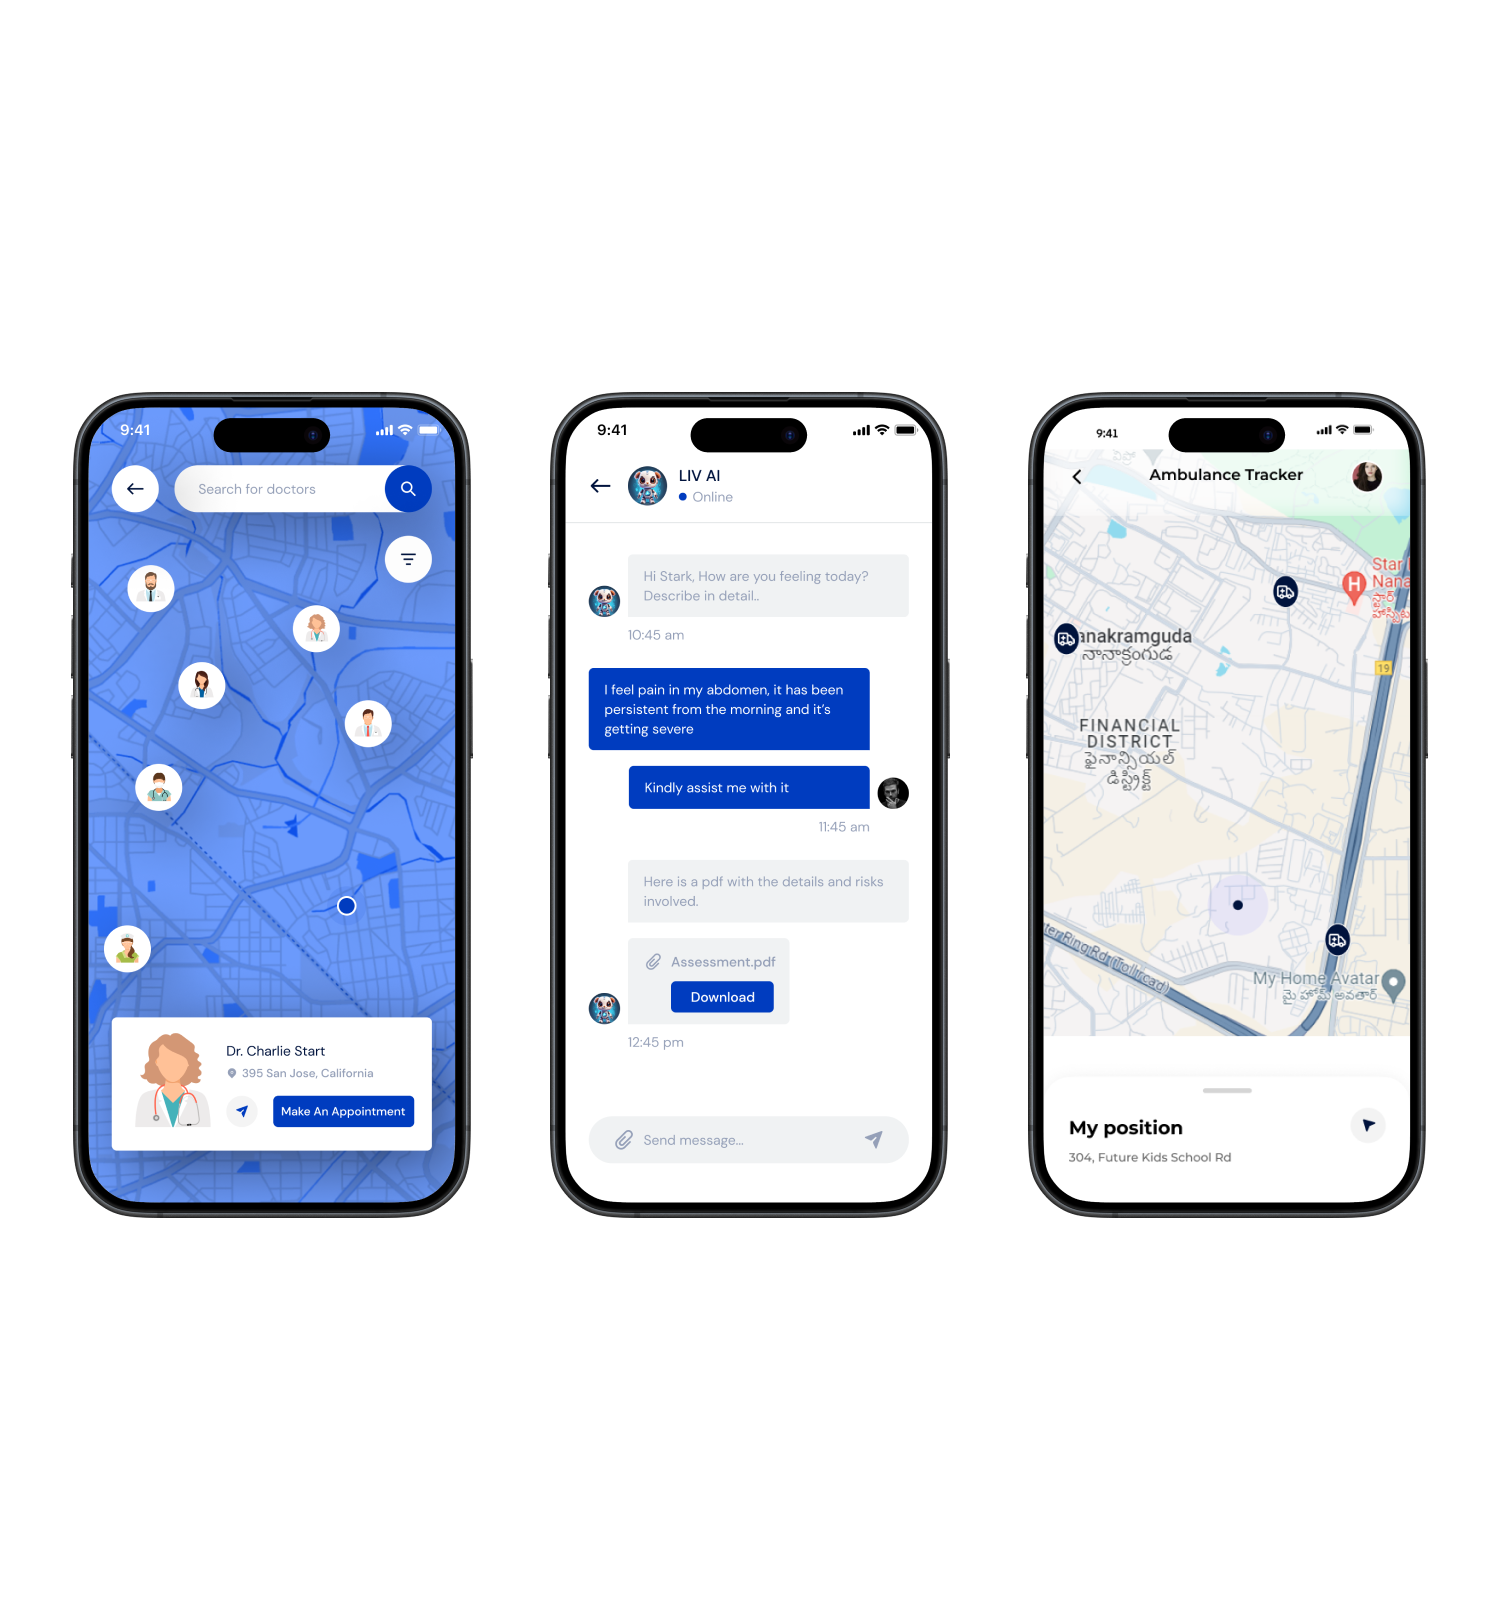 9:41
Search for doctors
Dr. Charlie Start
395 San Jose, California
Make An Appointment
9:41
LIV AI
Online
Hi Stark, How are you feeling today?
Describe in detail..
10:45 am
I feel pain in my abdomen, it has been
persistent from the morning and it's
getting severe
Kindly assist me with it
11:45 am
Here is a pdf with the details and risks
involved.
Assessment.pdf
Download
12:45 pm
Send message...
9:41
Ambulance Tracker
H
Star
Nana
స్టార్
హాస్పిట
anakramguda
నానాక్రంగుడ
19
FINANCIAL
DISTRICT
ఫైనాన్సియల్
డిస్ట్రిక్ట్
ter Ring Rd (Toll road)
My Home Avatar
మై హోమ్ అవతార్
My position
304, Future Kids School Rd